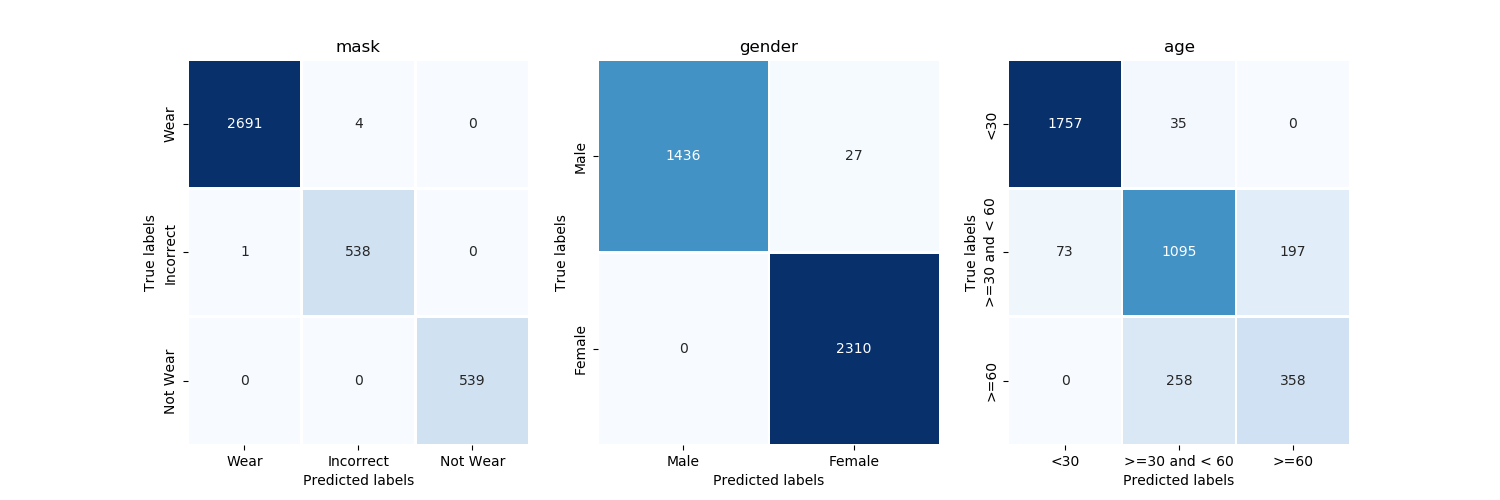 mask
Wear 2691 4 0
Incorrect 1 538 0
Not Wear 0 0 539
True labels
Wear Incorrect Not Wear
Predicted labels
gender
Male 1436 27
Female 0 2310
True labels
Male Female
Predicted labels
age
<30 1757 35 0
>=30 and < 60 73 1095 197
>=60 0 258 358
True labels
<30 >=30 and < 60 >=60
Predicted labels